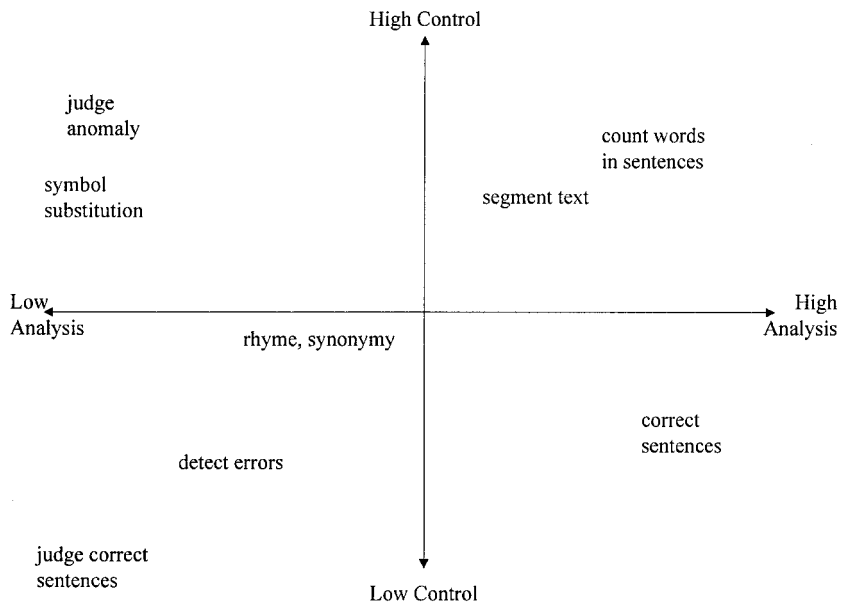 High Control
judge
anomaly
count words
in sentences
symbol
substitution
segment text
Low
Analysis
High
Analysis
rhyme, synonymy
correct
sentences
detect errors
judge correct
sentences
Low Control